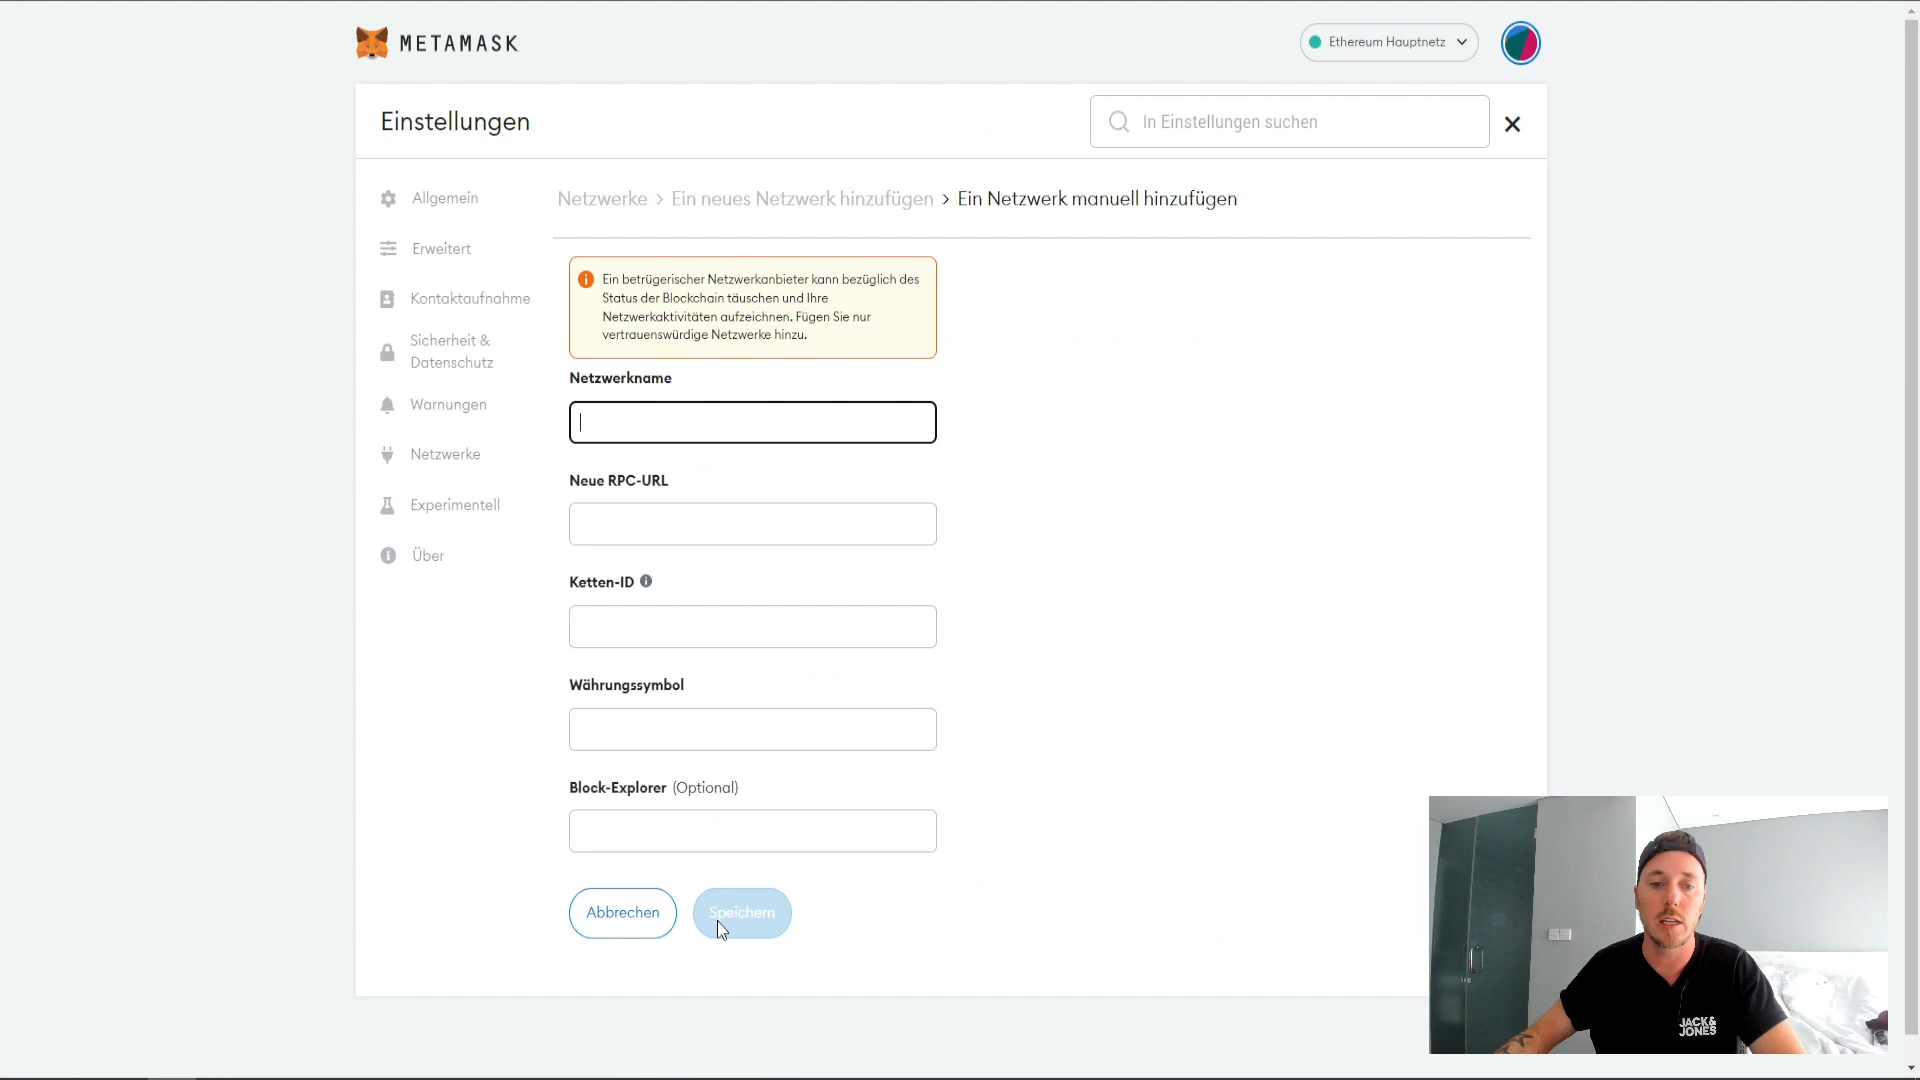 METAMASK
Ethereum Hauptnetz
Einstellungen
In Einstellungen suchen
Allgemein
Erweitert
Kontaktaufnahme
Sicherheit &
Datenschutz
Warnungen
Netzwerke
Experimentell
Über
Netzwerke > Ein neues Netzwerk hinzufügen > Ein Netzwerk manuell hinzufügen
Ein betrügerischer Netzwerkanbieter kann bezüglich des
Status der Blockchain täuschen und Ihre
Netzwerkaktivitäten aufzeichnen. Fügen Sie nur
vertrauenswürdige Netzwerke hinzu.
Netzwerkname
Neue RPC-URL
Ketten-ID
Währungssymbol
Block-Explorer (Optional)
Abbrechen
Speichern
JACK&
JONES